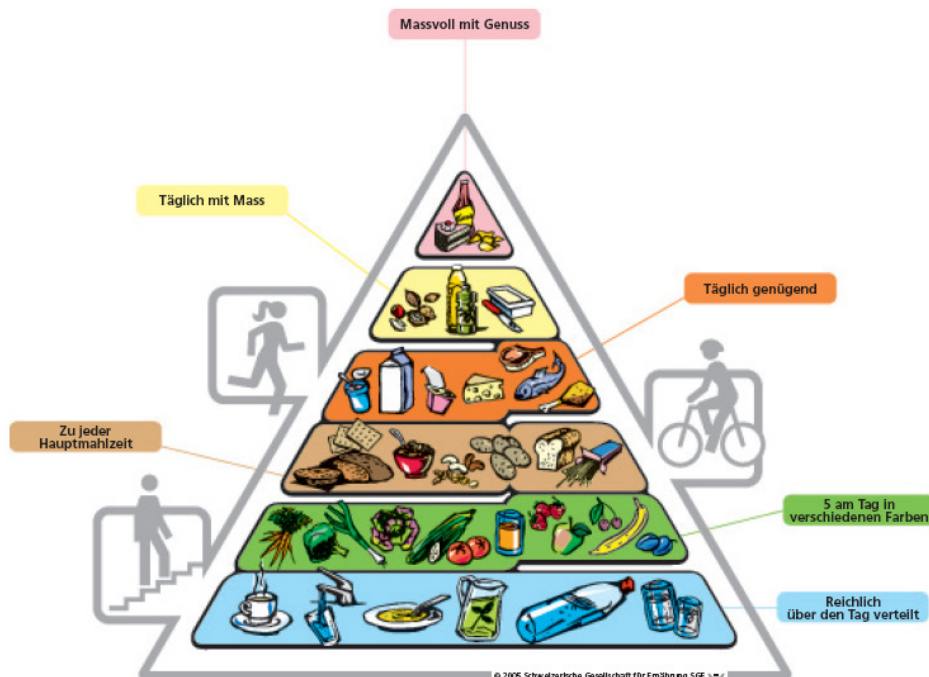 Massvoll mit Genuss
Täglich mit Mass
Täglich genügend
Zu jeder
Hauptmahlzeit
5 am Tag in
verschiedenen Farben
Reichlich
über den Tag verteilt
© 2005 Schweizerische Gesellschaft für Ernährung SGE